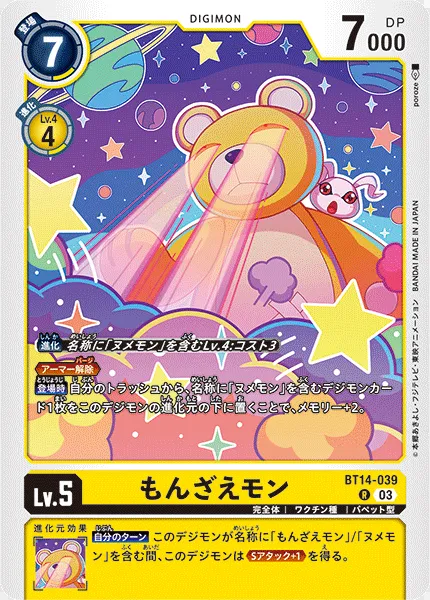 DIGIMON
登場
7
7000
DP
進化
Lv.4
4
poroze
©本郷あきよし・フジテレビ・東映アニメーション BANDAI MADE IN JAPAN
進化 名称に「ヌメモン」を含むLv.4:コスト3
アーマー解除
登場時 自分のトラッシュから、名称に「ヌメモン」を含むデジモンカー
ド1枚をこのデジモンの進化元の下に置くことで、メモリー+2。
BT14-039
Lv.5
もんざえモン
R
03
完全体
ワクチン種
パペット型
進化元効果
自分のターン このデジモンが名称に「もんざえモン」/「ヌメモ
ン」を含む間、このデジモンは Sアタック+1 を得る。